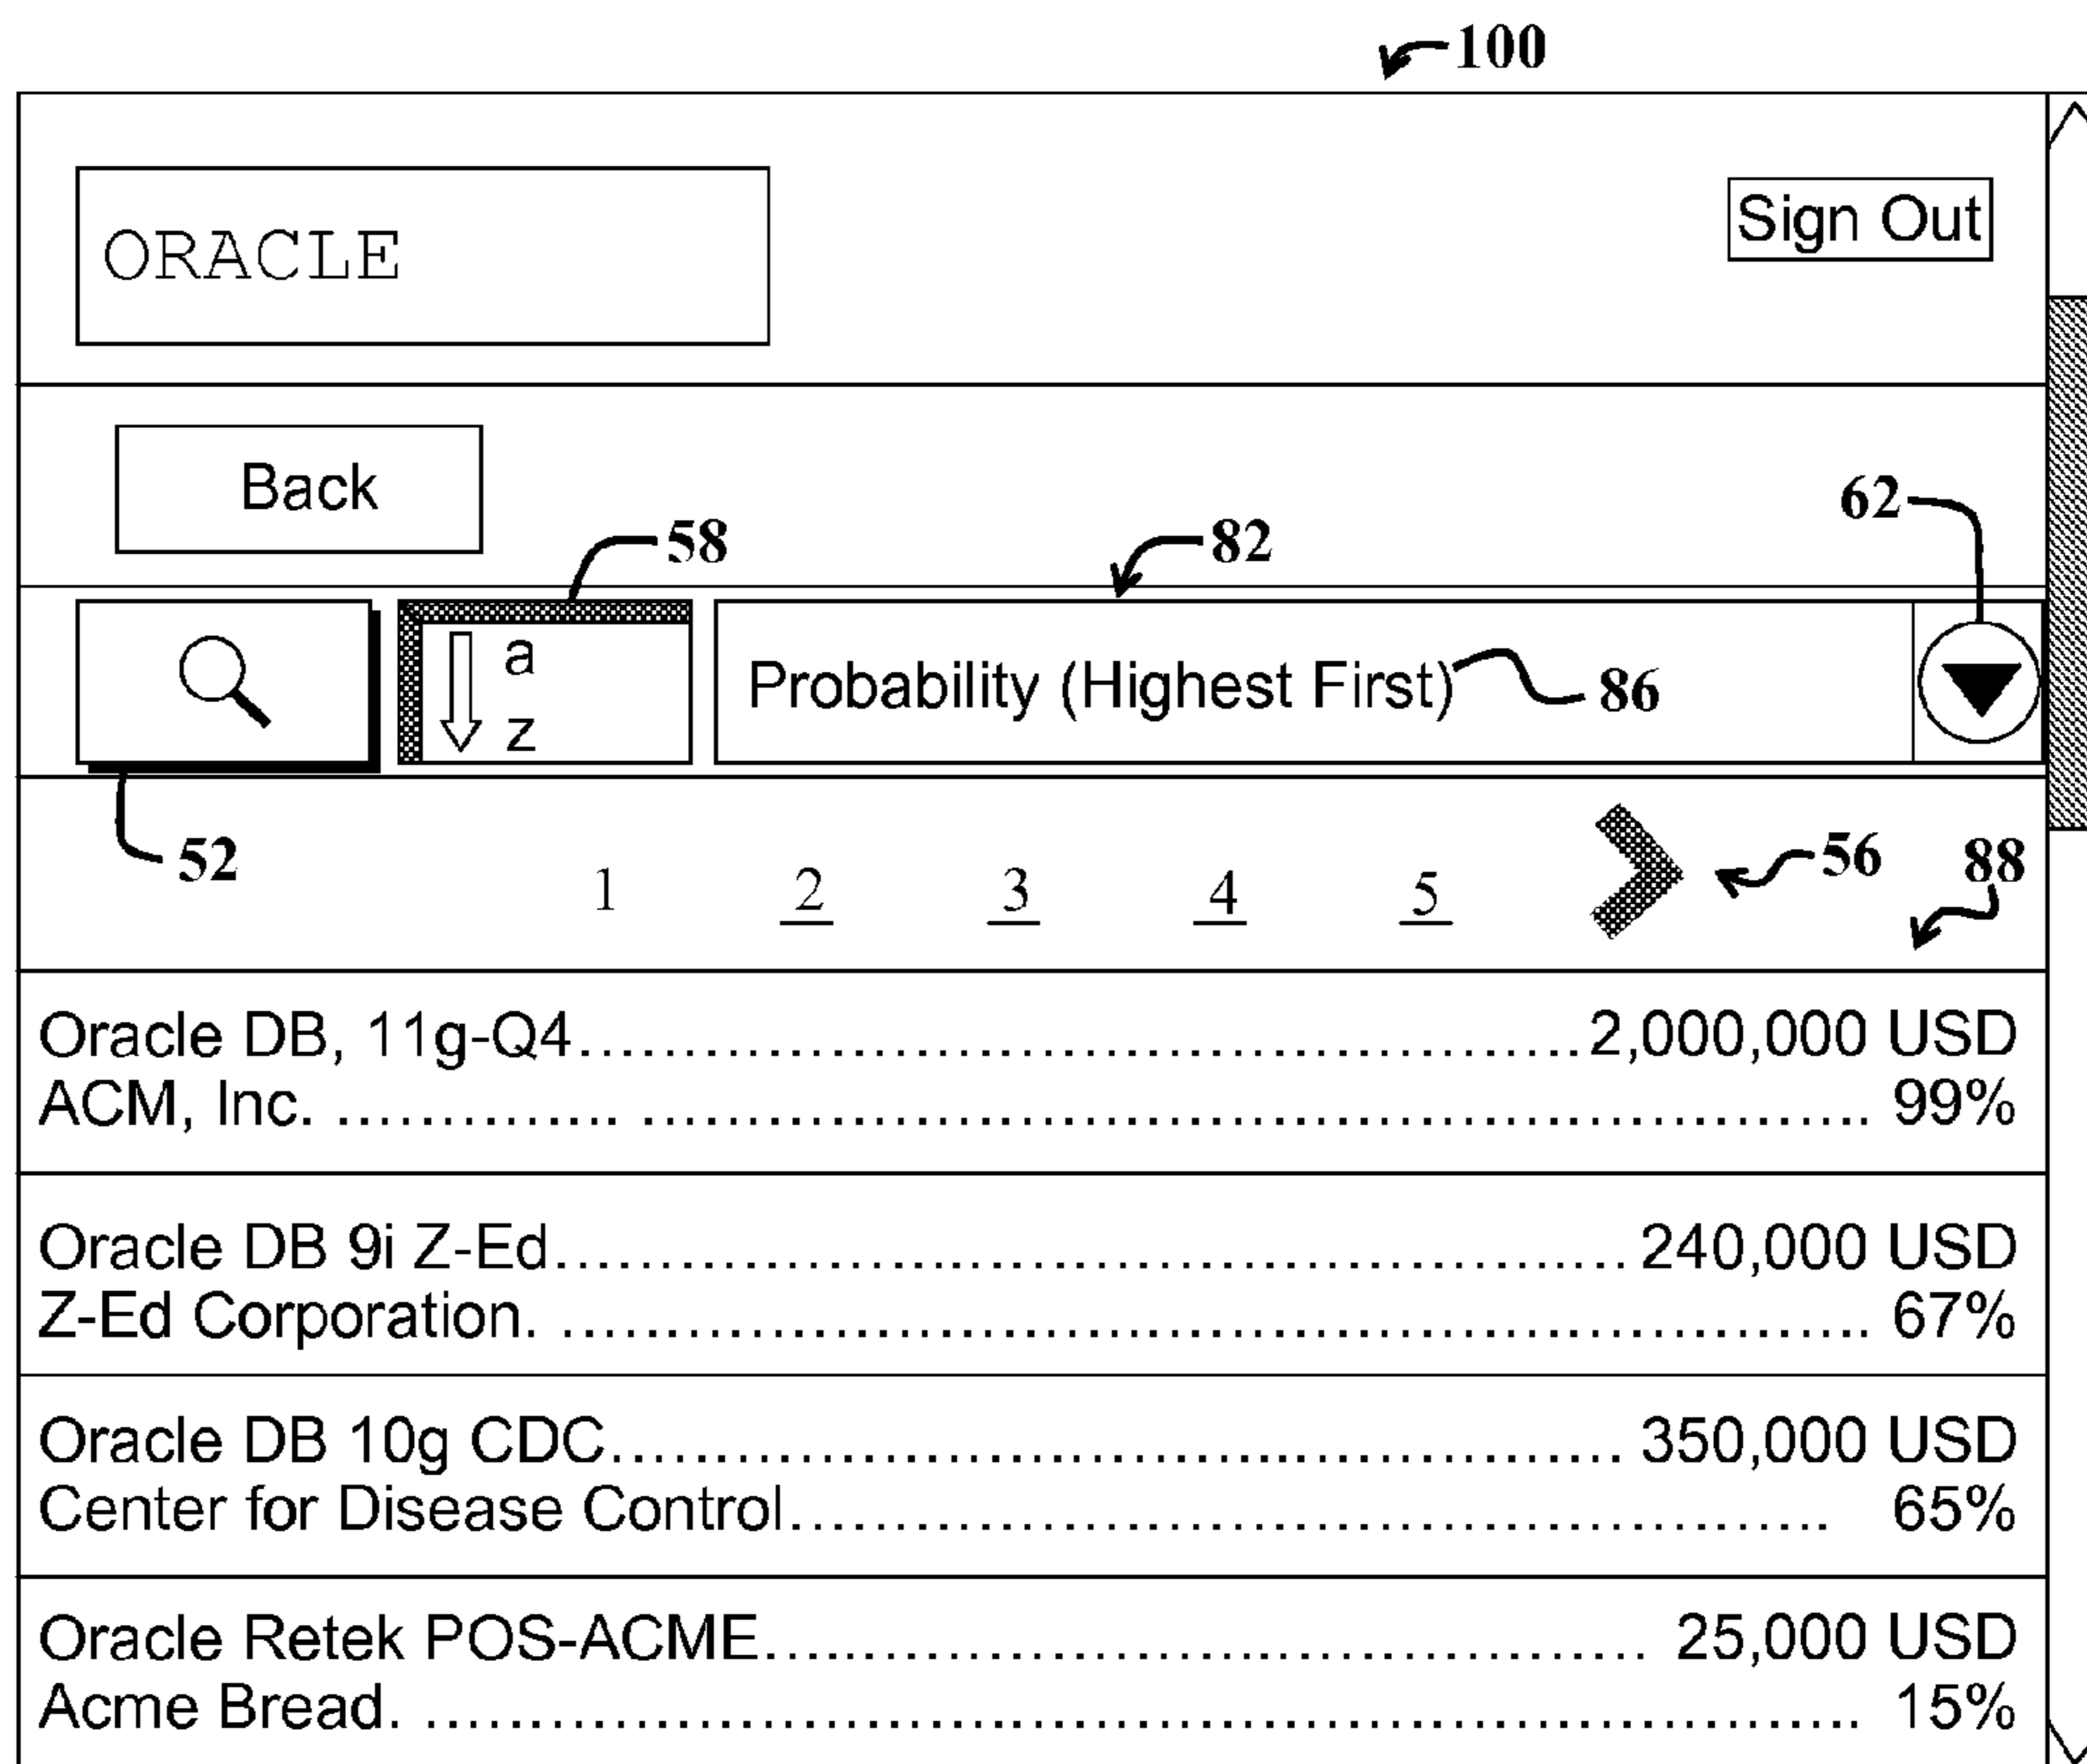 100
ORACLE
Sign Out
Back
58
82
62
a
z
Probability (Highest First)
86
52
1 2 3 4 5
56
88
Oracle DB, 11g-Q4 2,000,000 USD
ACM, Inc. 99%
Oracle DB 9i Z-Ed 240,000 USD
Z-Ed Corporation. 67%
Oracle DB 10g CDC 350,000 USD
Center for Disease Control 65%
Oracle Retek POS-ACME 25,000 USD
Acme Bread. 15%